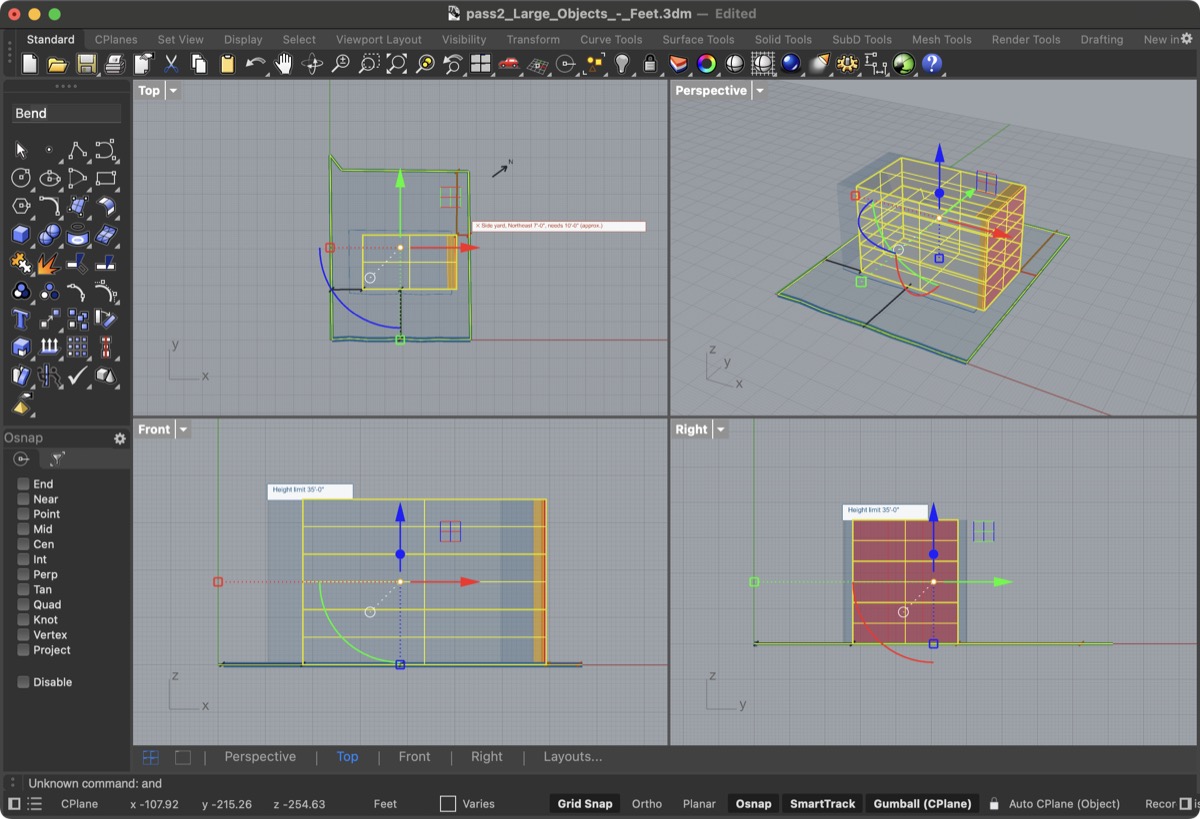 pass2_Large_Objects_-_Feet.3dm — Edited
Standard CPlanes Set View Display Select Viewport Layout Visibility Transform Curve Tools Surface Tools Solid Tools SubD Tools Mesh Tools Render Tools Drafting New in
Bend
Top
N
✕ Side yard, Northeast 7'-0", needs 10'-0" (approx.)
y
x
Perspective
z
y
x
Osnap
End
Near
Point
Mid
Cen
Int
Perp
Tan
Quad
Knot
Vertex
Project
Disable
Front
Height limit 35'-0"
z
x
Right
Height limit 35'-0"
z
y
Perspective Top Front Right Layouts...
Unknown command: and
CPlane x -107.92 y -215.26 z -254.63 Feet Varies Grid Snap Ortho Planar Osnap SmartTrack Gumball (CPlane) Auto CPlane (Object) Recor